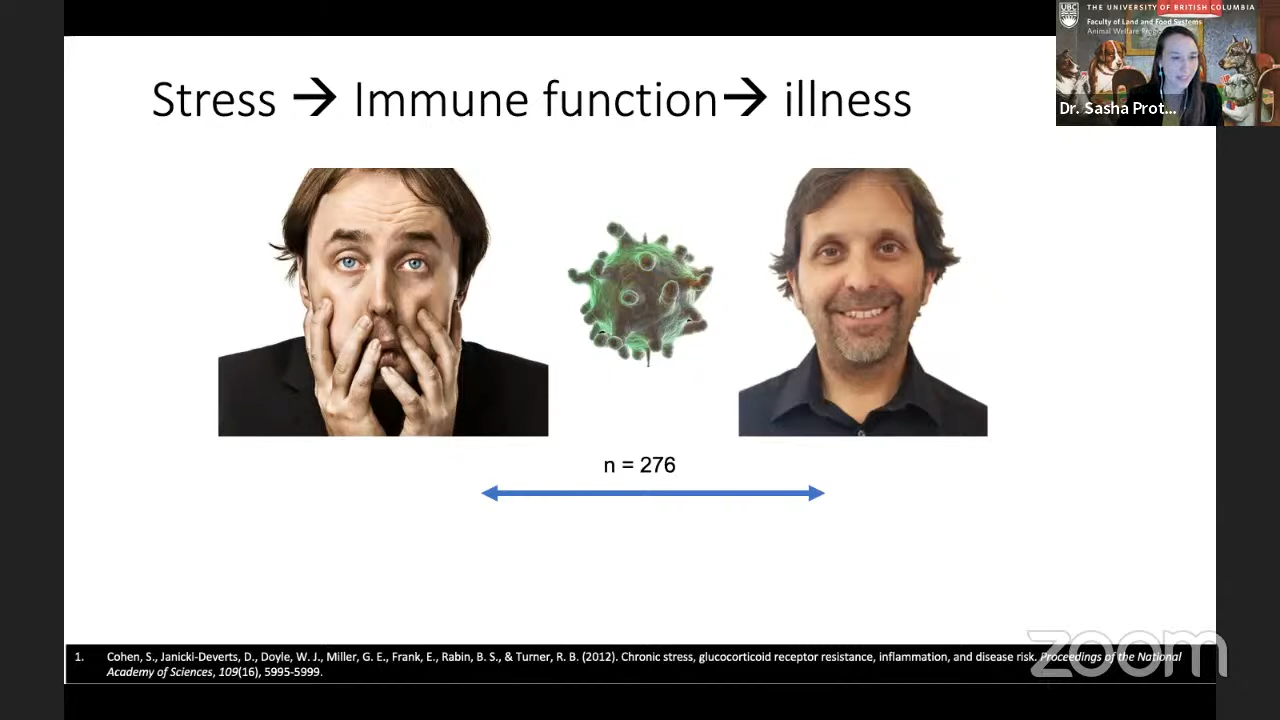 UBC
THE UNIVERSITY OF BRITISH COLUMBIA
Faculty of Land and Food Systems
Animal Welfare
Dr. Sasha Prot...
Stress → Immune function → illness
n = 276
zoom
1. Cohen, S., Janicki-Deverts, D., Doyle, W. J., Miller, G. E., Frank, E., Rabin, B. S., & Turner, R. B. (2012). Chronic stress, glucocorticoid receptor resistance, inflammation, and disease risk. Proceedings of the National
Academy of Sciences, 109(16), 5995-5999.